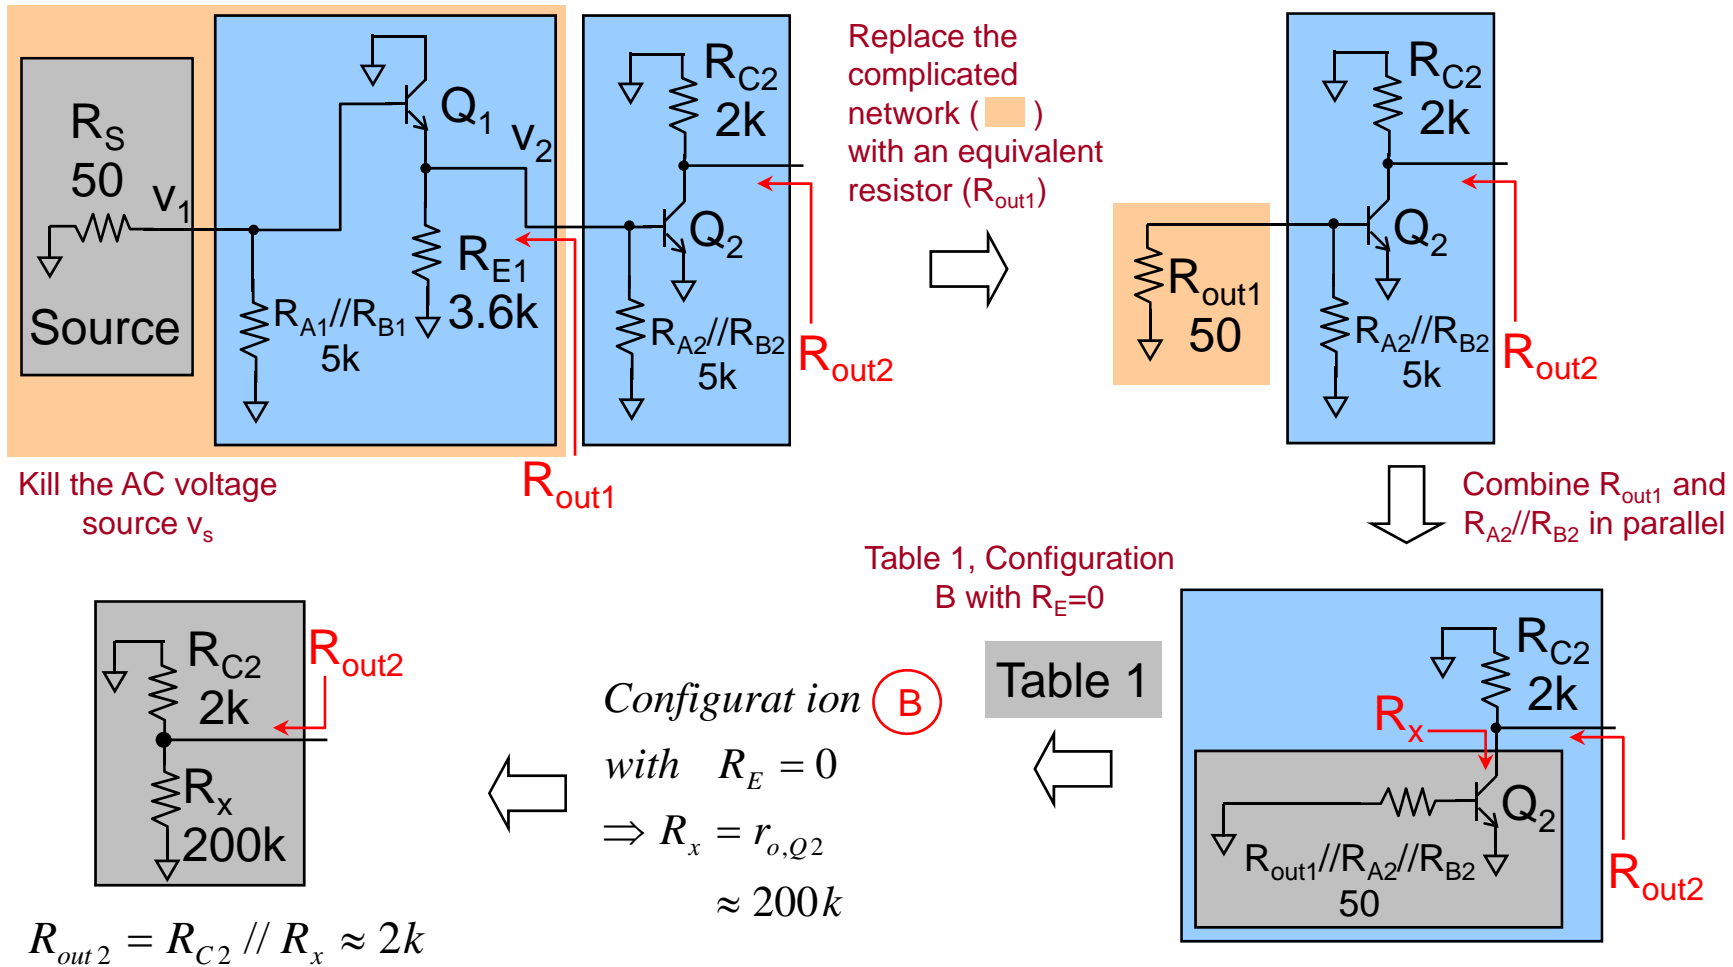 R_S
50
v_1
Source
R_A1//R_B1
5k
Q_1
v_2
R_E1
3.6k
R_out1
R_C2
2k
Q_2
R_A2//R_B2
5k
R_out2
Kill the AC voltage
source v_s
Replace the
complicated
network ( )
with an equivalent
resistor (R_out1)
R_C2
2k
Q_2
R_out1
50
R_A2//R_B2
5k
R_out2
Combine R_out1 and
R_A2//R_B2 in parallel
Table 1, Configuration
B with R_E=0
Table 1
R_C2
2k
R_x
Q_2
R_out1//R_A2//R_B2
50
R_out2
Configurat ion B
with R_E = 0
⇒ R_x = r_o,Q2
≈ 200k
R_C2
2k
R_out2
R_x
200k
R_out 2 = R_C 2 // R_x ≈ 2k